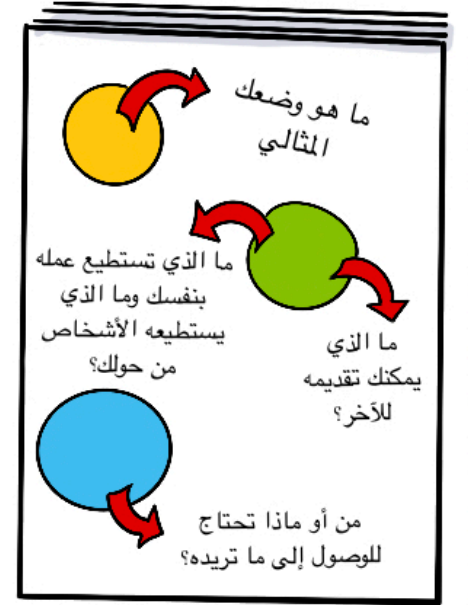 ما هو وضعك
المثالي
ما الذي تستطيع عمله
بنفسك وما الذي
يستطيعه الأشخاص
من حولك؟
ما الذي
يمكنك تقديمه
للآخر؟
من أو ماذا تحتاج
للوصول إلى ما تريده؟